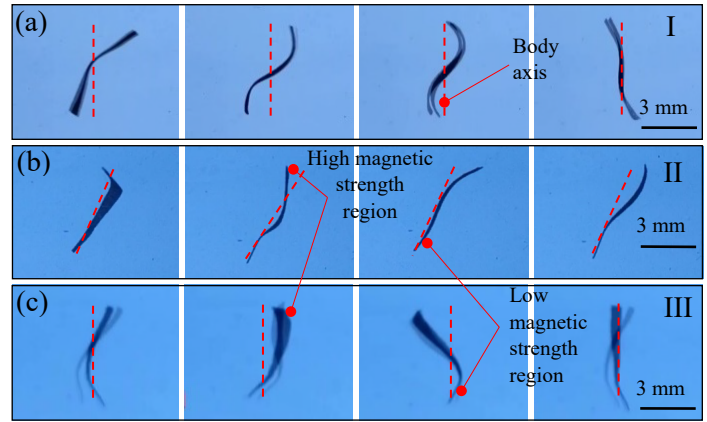 (a)
I
Body
axis
3 mm
(b)
High magnetic
strength
region
II
3 mm
(c)
Low
magnetic
strength
region
III
3 mm